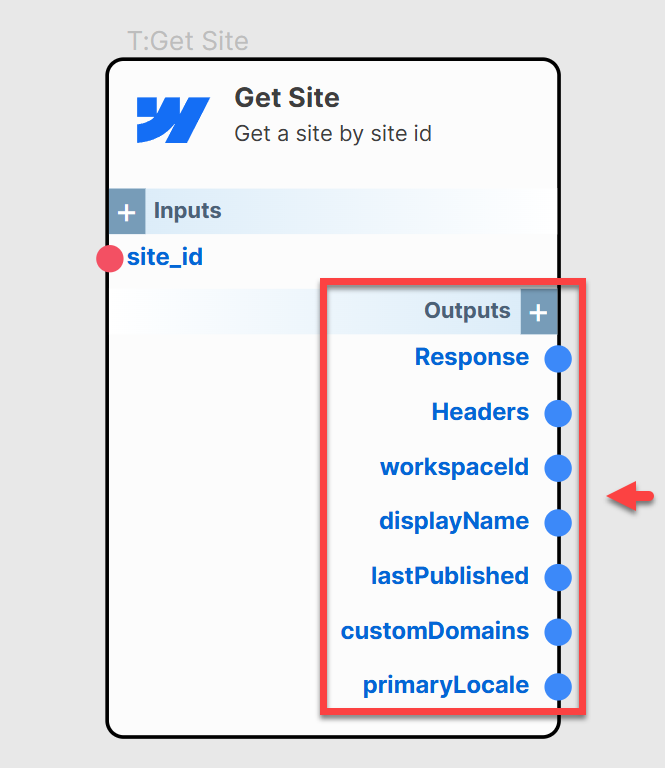 T:Get Site
Get Site
Get a site by site id
+ Inputs
site_id
Outputs +
Response
Headers
workspaceId
displayName
lastPublished
customDomains
primaryLocale